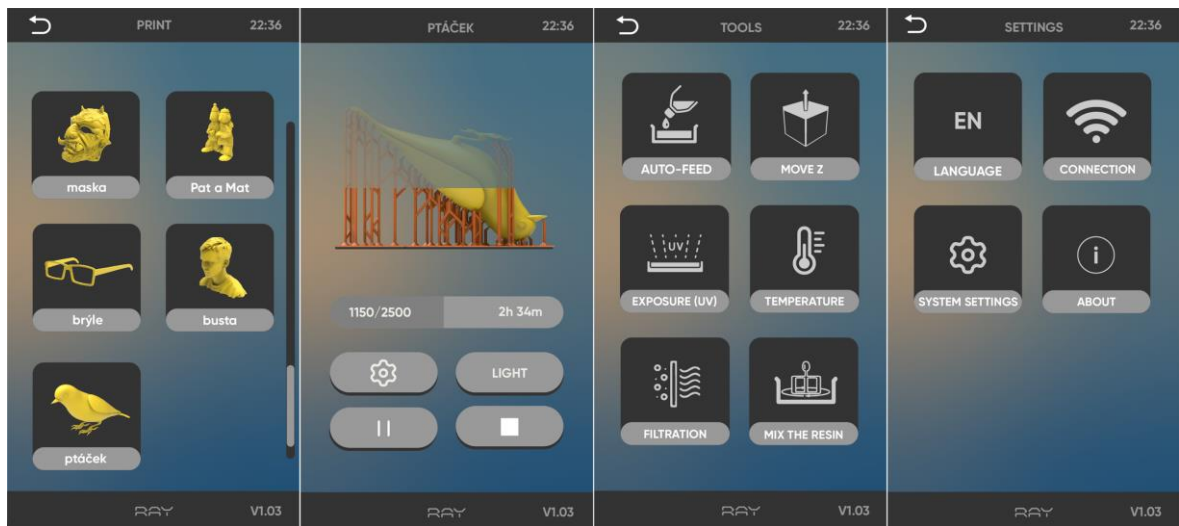 PRINT 22:36
maska Pat a Mat
brýle busta
ptáček
RAY V1.03
PTÁČEK 22:36
1150/2500 2h 34m
LIGHT
RAY V1.03
TOOLS 22:36
AUTO-FEED MOVE Z
UV
EXPOSURE (UV) TEMPERATURE
FILTRATION MIX THE RESIN
RAY V1.03
SETTINGS 22:36
EN
LANGUAGE CONNECTION
i
SYSTEM SETTINGS ABOUT
RAY V1.03